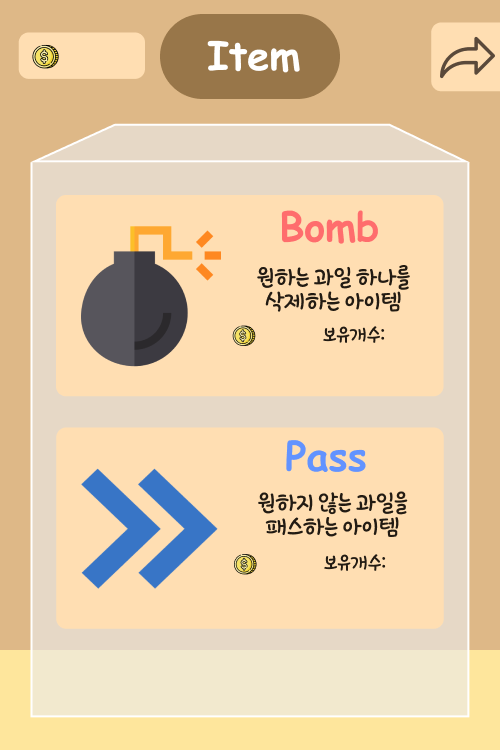 Item
Bomb
원하는 과일 하나를
삭제하는 아이템
보유개수:
Pass
원하지 않는 과일을
패스하는 아이템
보유개수: